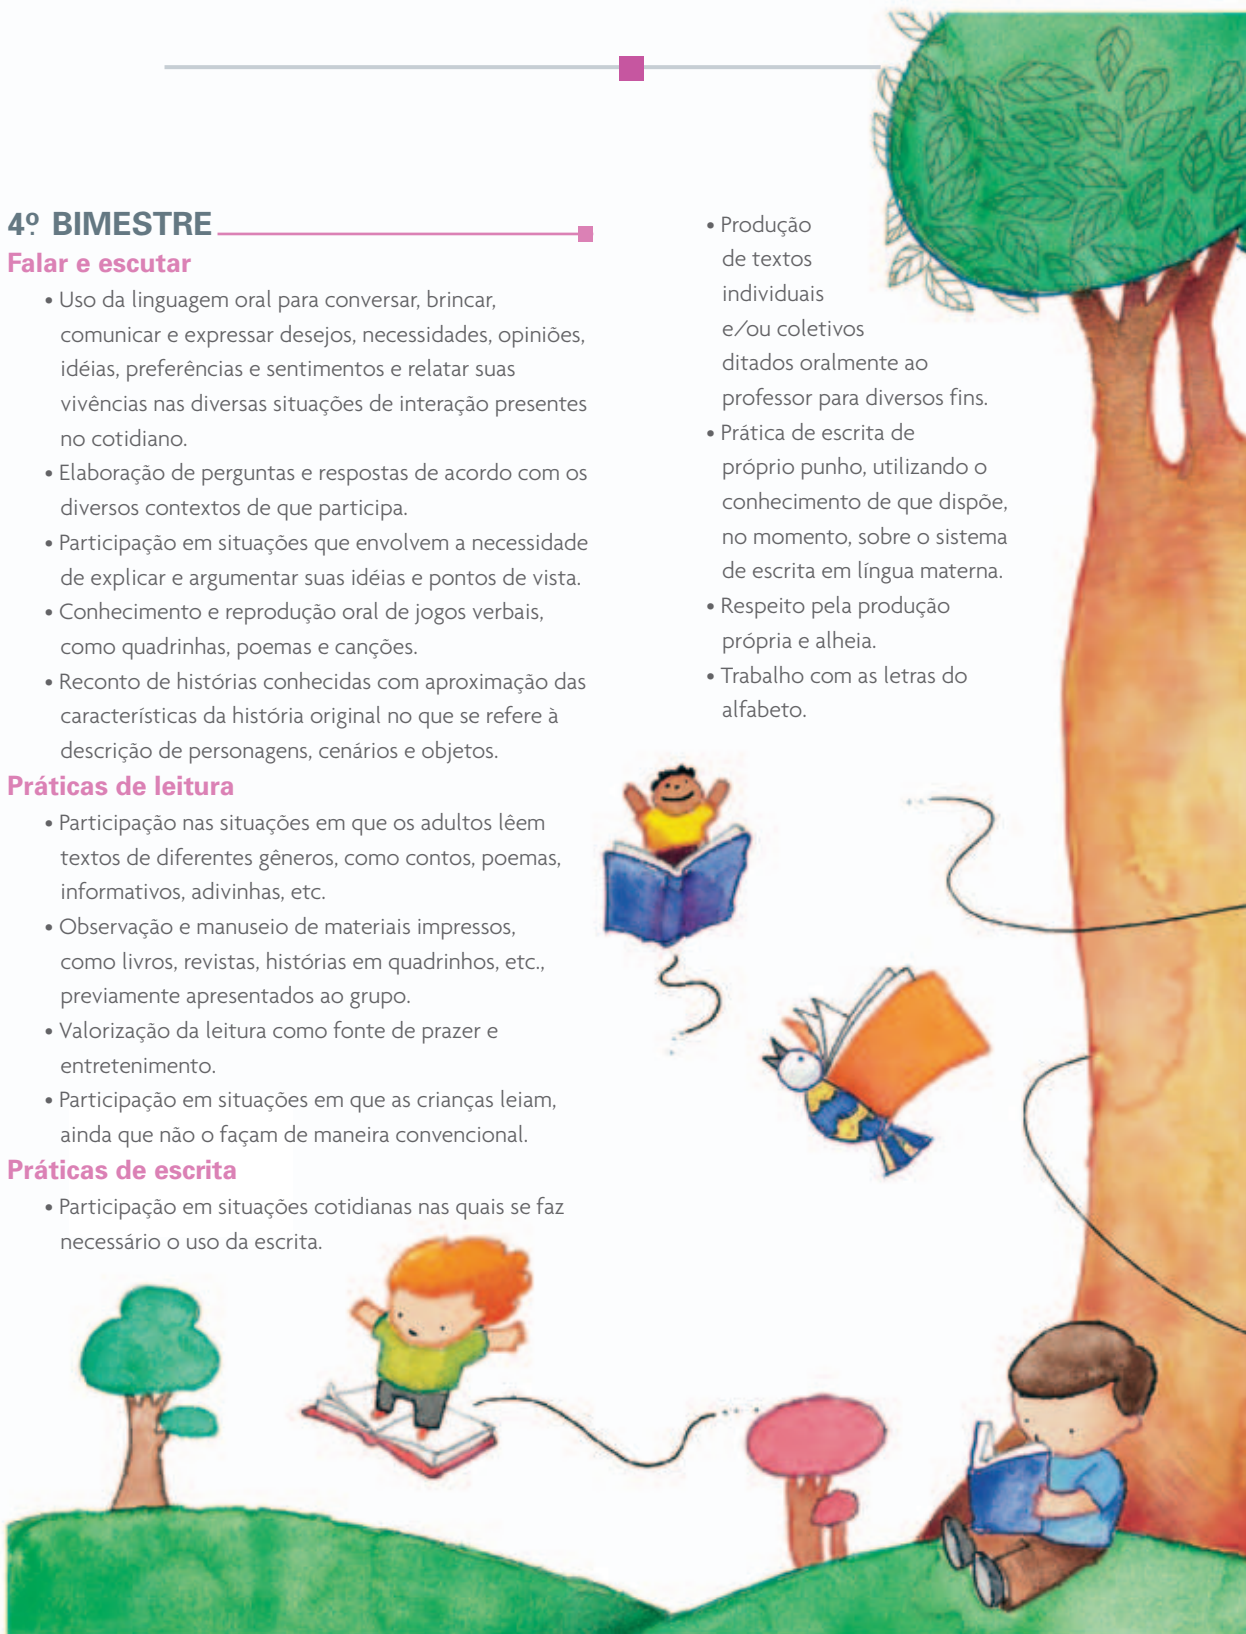 4º BIMESTRE
Falar e escutar
• Uso da linguagem oral para conversar, brincar,
comunicar e expressar desejos, necessidades, opiniões,
idéias, preferências e sentimentos e relatar suas
vivências nas diversas situações de interação presentes
no cotidiano.
• Elaboração de perguntas e respostas de acordo com os
diversos contextos de que participa.
• Participação em situações que envolvem a necessidade
de explicar e argumentar suas idéias e pontos de vista.
• Conhecimento e reprodução oral de jogos verbais,
como quadrinhas, poemas e canções.
• Reconto de histórias conhecidas com aproximação das
características da história original no que se refere à
descrição de personagens, cenários e objetos.
Práticas de leitura
• Participação nas situações em que os adultos lêem
textos de diferentes gêneros, como contos, poemas,
informativos, adivinhas, etc.
• Observação e manuseio de materiais impressos,
como livros, revistas, histórias em quadrinhos, etc.,
previamente apresentados ao grupo.
• Valorização da leitura como fonte de prazer e
entretenimento.
• Participação em situações em que as crianças leiam,
ainda que não o façam de maneira convencional.
Práticas de escrita
• Participação em situações cotidianas nas quais se faz
necessário o uso da escrita.
• Produção
de textos
individuais
e/ou coletivos
ditados oralmente ao
professor para diversos fins.
• Prática de escrita de
próprio punho, utilizando o
conhecimento de que dispõe,
no momento, sobre o sistema
de escrita em língua materna.
• Respeito pela produção
própria e alheia.
• Trabalho com as letras do
alfabeto.